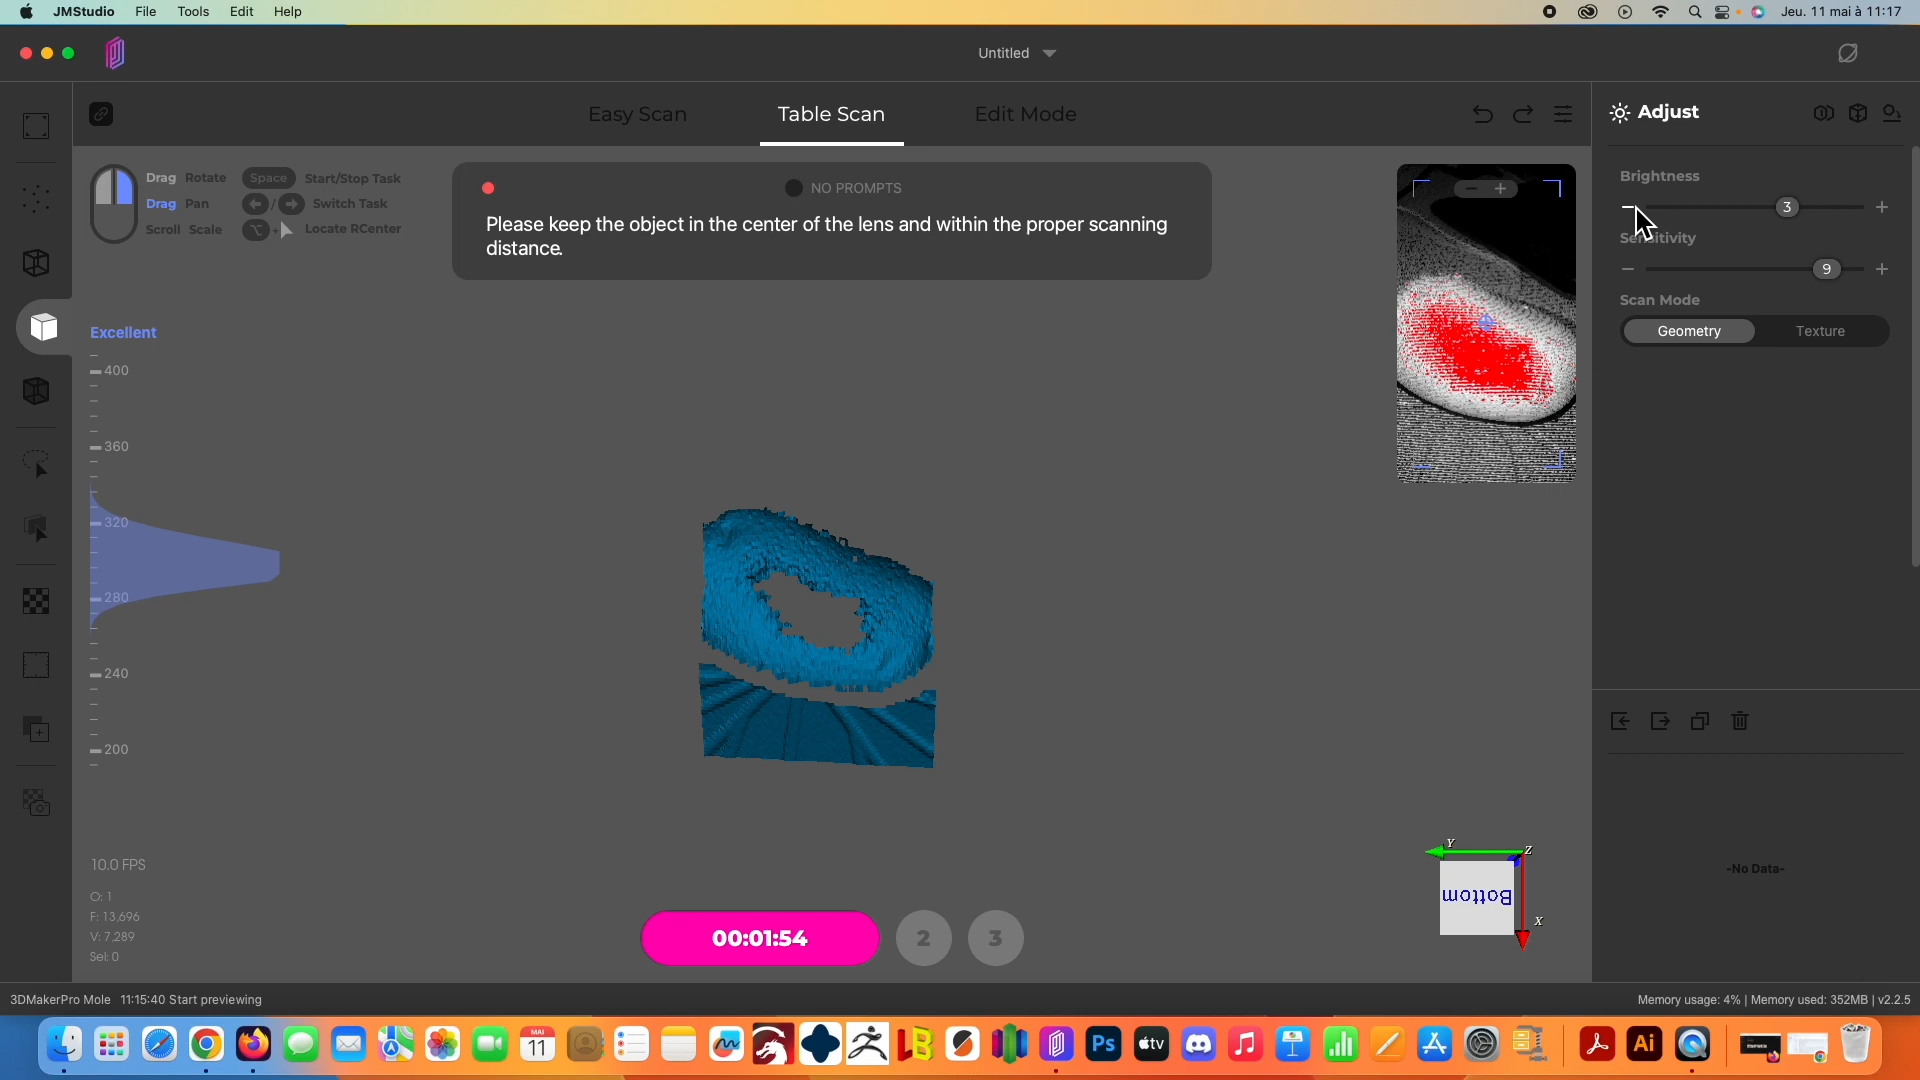 JMStudio File Tools Edit Help
Jeu. 11 mai à 11:17
Untitled
Easy Scan
Table Scan
Edit Mode
Adjust
Drag Rotate Space Start/Stop Task
Drag Pan / Switch Task
Scroll Scale + Locate RCenter
NO PROMPTS
Please keep the object in the center of the lens and within the proper scanning
distance.
Brightness
3
Sensitivity
9
Scan Mode
Geometry Texture
Excellent
400
360
320
280
240
200
10.0 FPS
O: 1
F: 13,696
V: 7,289
Sel: 0
00:01:54
2
3
Y
Z
Bottom
X
-No Data-
3DMakerPro Mole 11:15:40 Start previewing
Memory usage: 4% | Memory used: 352MB | v2.2.5
MAI
11
LB
Ps
tv
Ai